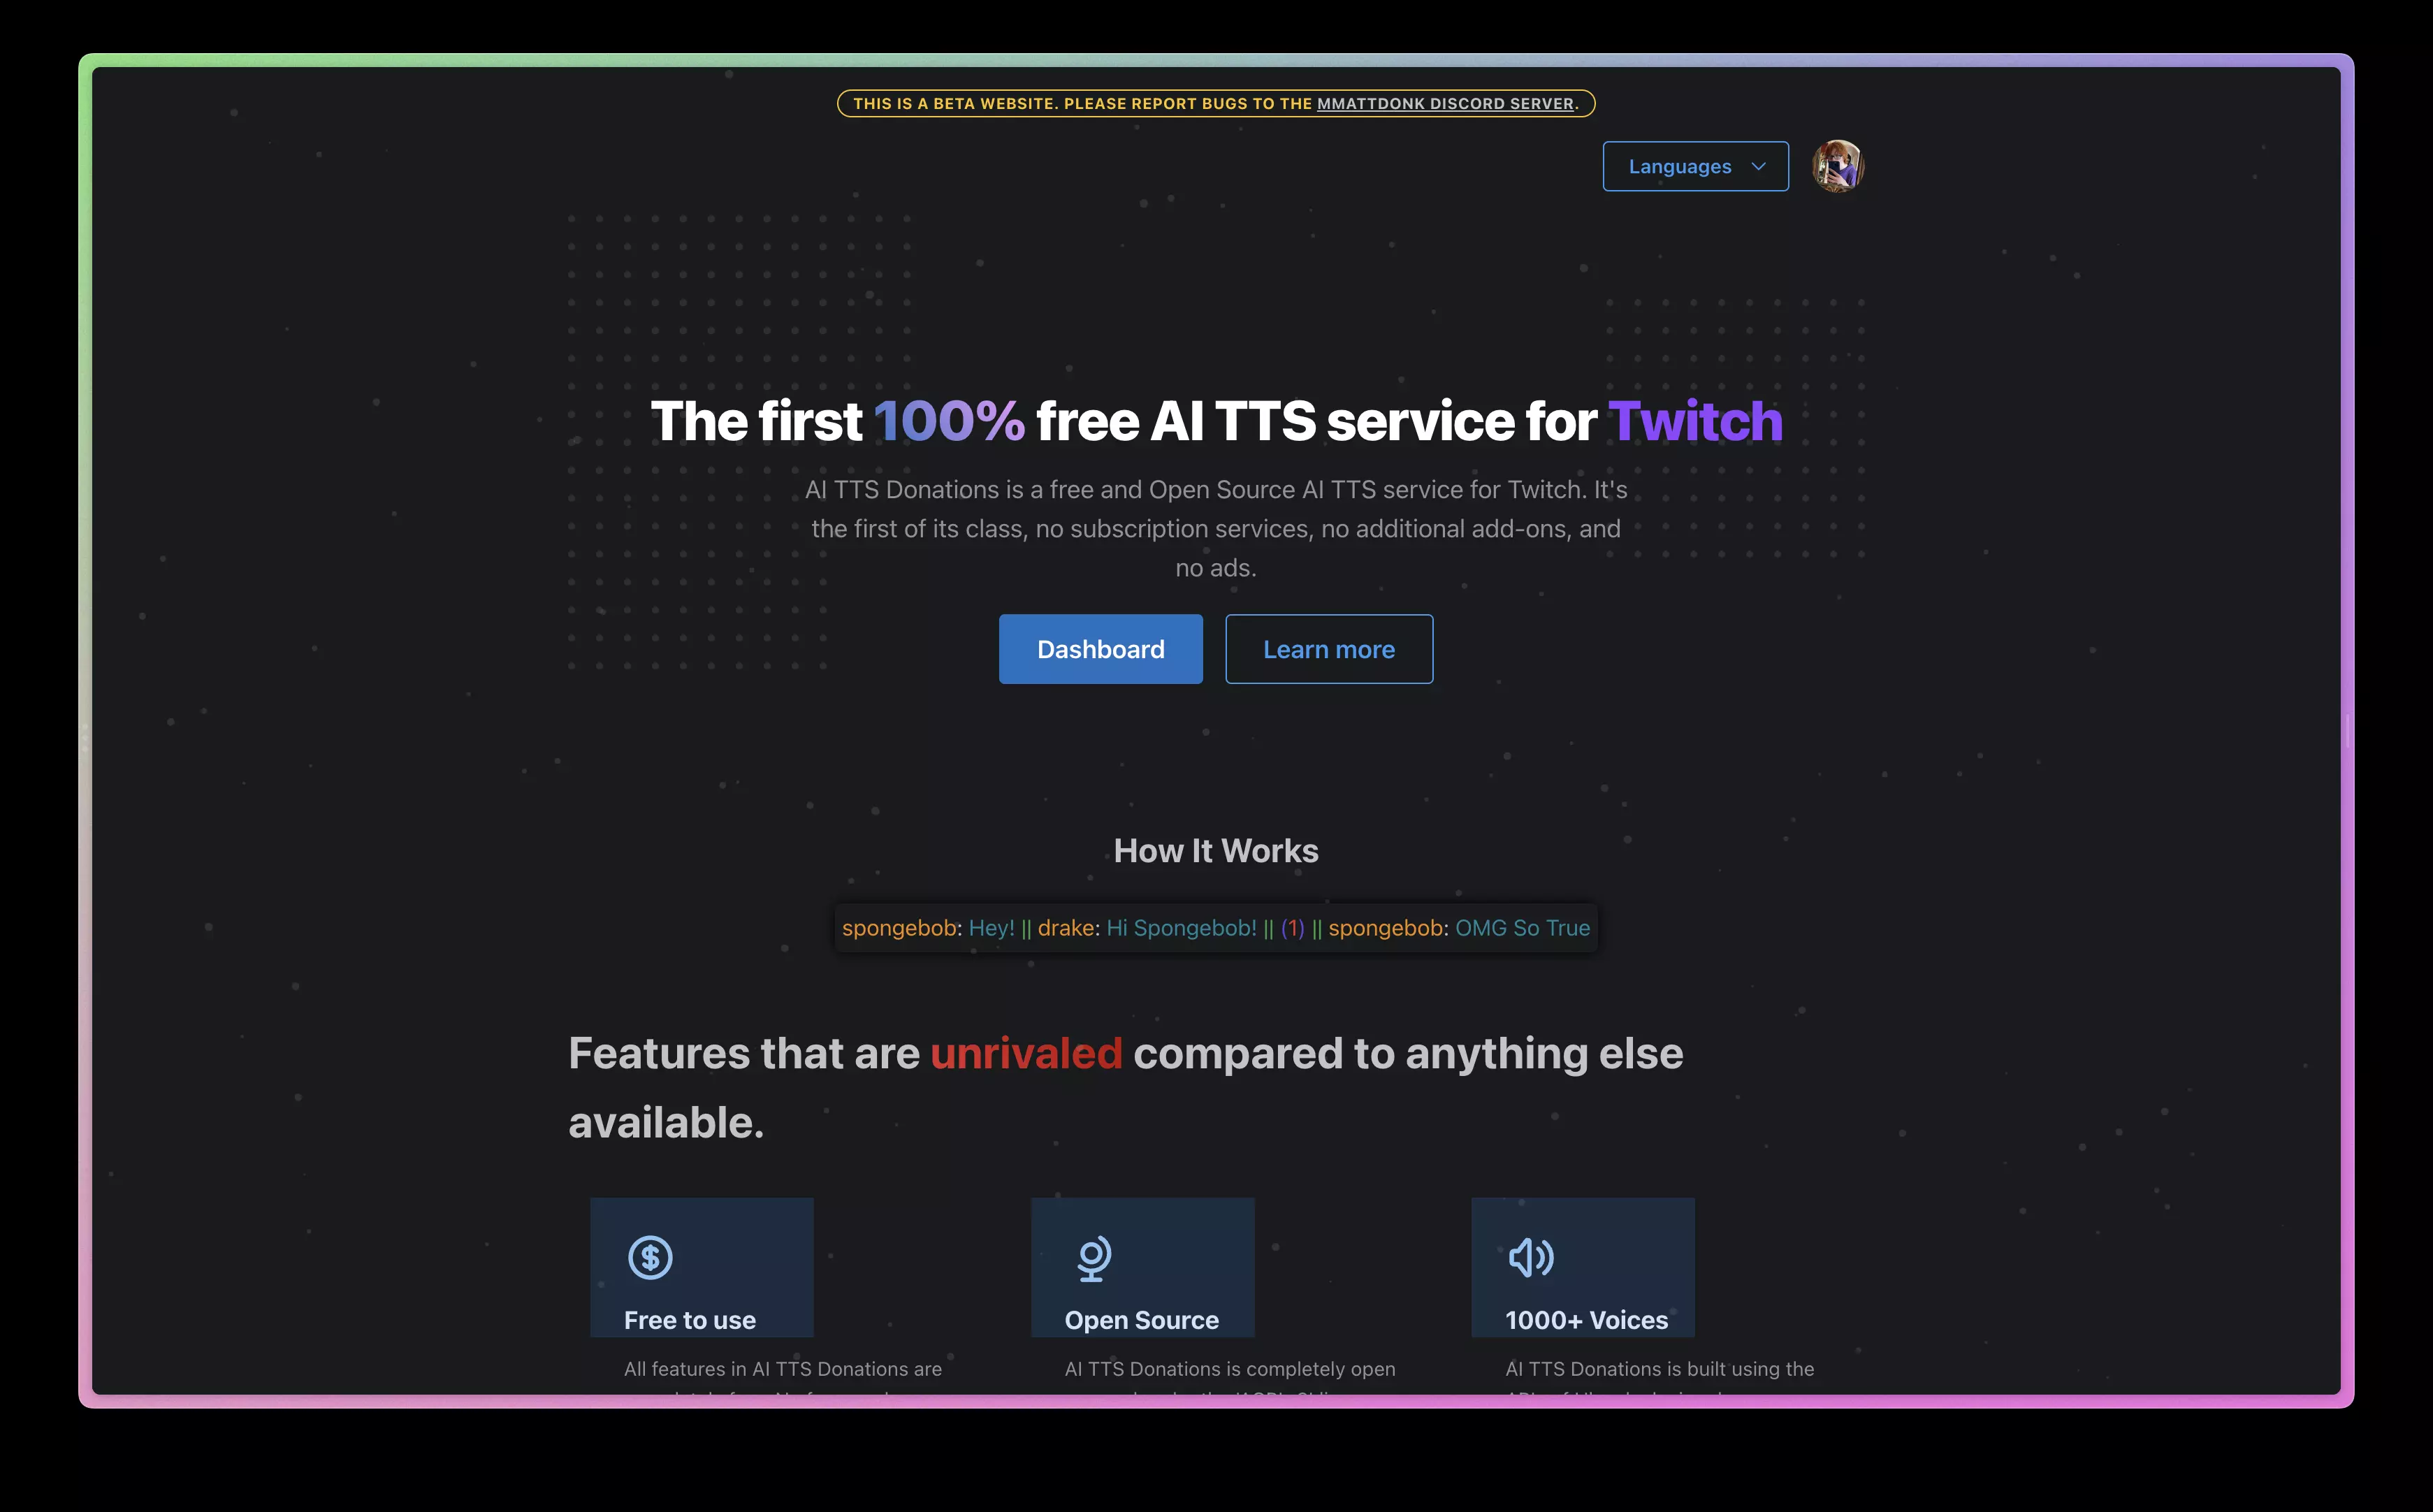 THIS IS A BETA WEBSITE. PLEASE REPORT BUGS TO THE MMATTDONK DISCORD SERVER.
Languages
The first 100% free AI TTS service for Twitch
AI TTS Donations is a free and Open Source AI TTS service for Twitch. It's
the first of its class, no subscription services, no additional add-ons, and
no ads.
Dashboard
Learn more
How It Works
spongebob: Hey! || drake: Hi Spongebob! || (1) || spongebob: OMG So True
Features that are unrivaled compared to anything else
available.
Free to use
All features in AI TTS Donations are
Open Source
AI TTS Donations is completely open
1000+ Voices
AI TTS Donations is built using the